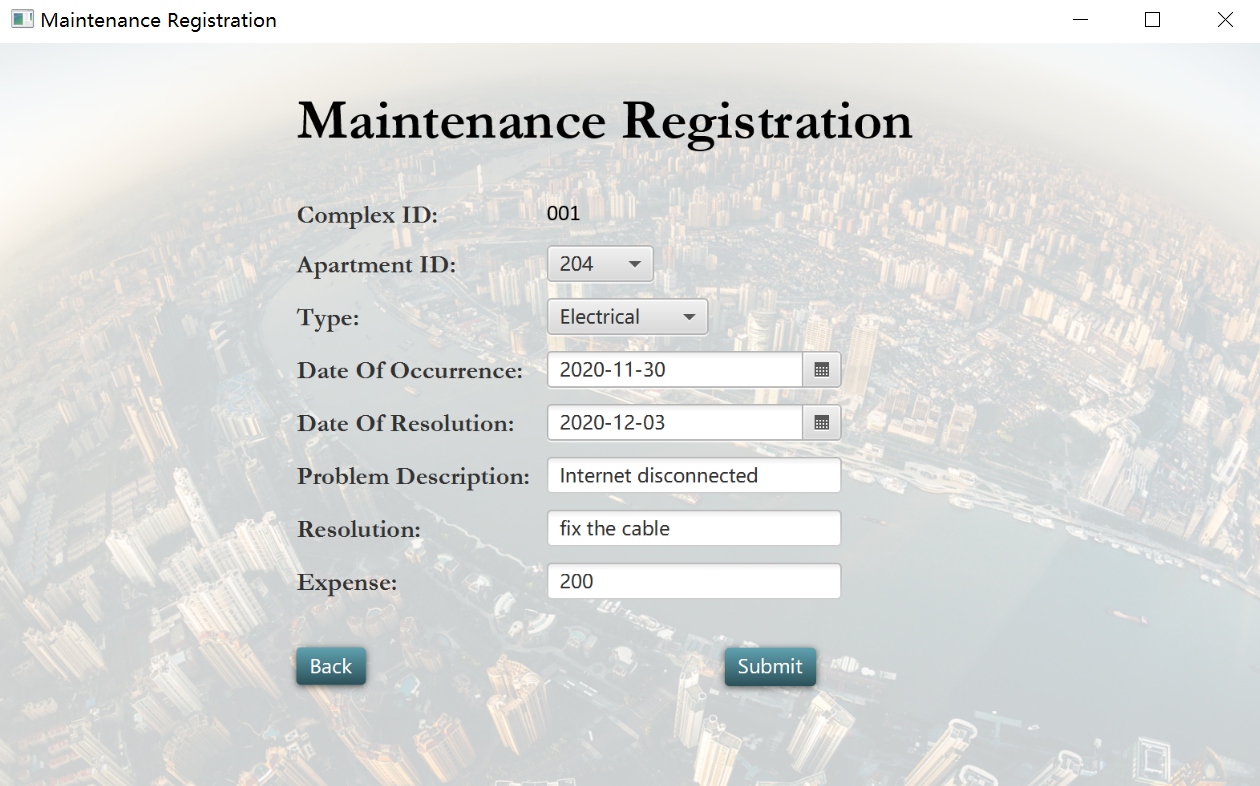 Maintenance Registration
Maintenance Registration
Complex ID: 001
Apartment ID: 204
Type: Electrical
Date Of Occurrence: 2020-11-30
Date Of Resolution: 2020-12-03
Problem Description: Internet disconnected
Resolution: fix the cable
Expense: 200
Back Submit